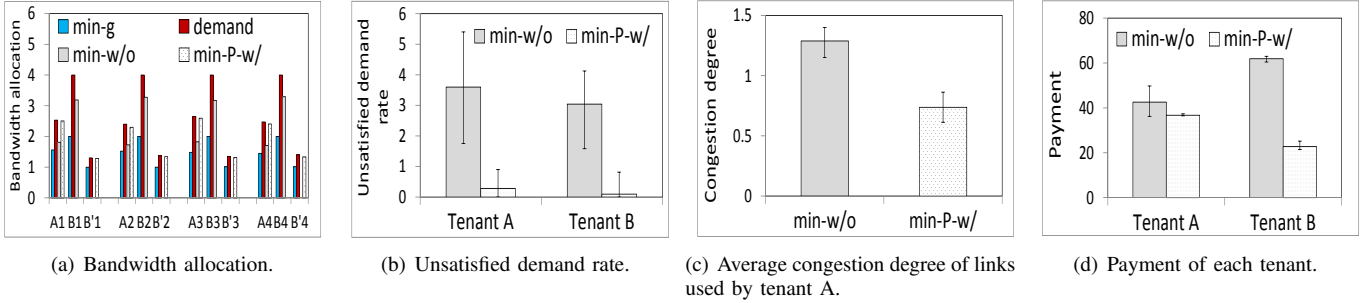 min-g
demand
min-w/o
min-P-w/
Bandwidth allocation
6
5
4
3
2
1
0
A1 B1 B'1 A2 B2 B'2 A3 B3 B'3 A4 B4 B'4
(a) Bandwidth allocation.
min-w/o
min-P-w/
Unsatisfied demand
rate
6
5
4
3
2
1
0
Tenant A
Tenant B
(b) Unsatisfied demand rate.
Congestion degree
1.5
1
0.5
0
min-w/o
min-P-w/
(c) Average congestion degree of links
used by tenant A.
min-w/o
min-P-w/
Payment
80
60
40
20
0
Tenant A
Tenant B
(d) Payment of each tenant.